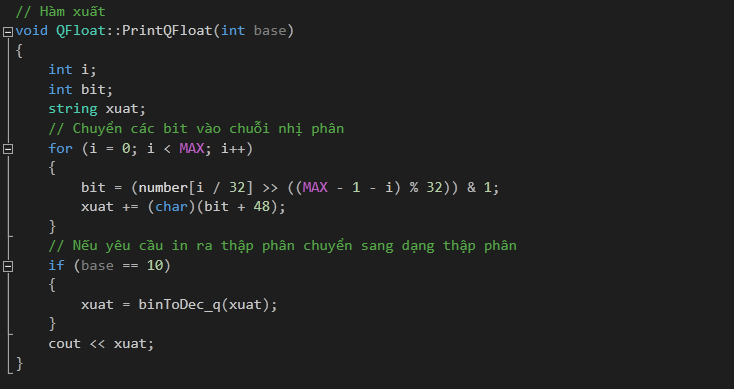 // Hàm xuất
void QFloat::PrintQFloat(int base)
{
    int i;
    int bit;
    string xuat;
    // Chuyển các bit vào chuỗi nhị phân
    for (i = 0; i < MAX; i++)
    {
        bit = (number[i / 32] >> ((MAX - 1 - i) % 32)) & 1;
        xuat += (char)(bit + 48);
    }
    // Nếu yêu cầu in ra thập phân chuyển sang dạng thập phân
    if (base == 10)
    {
        xuat = binToDec_q(xuat);
    }
    cout << xuat;
}